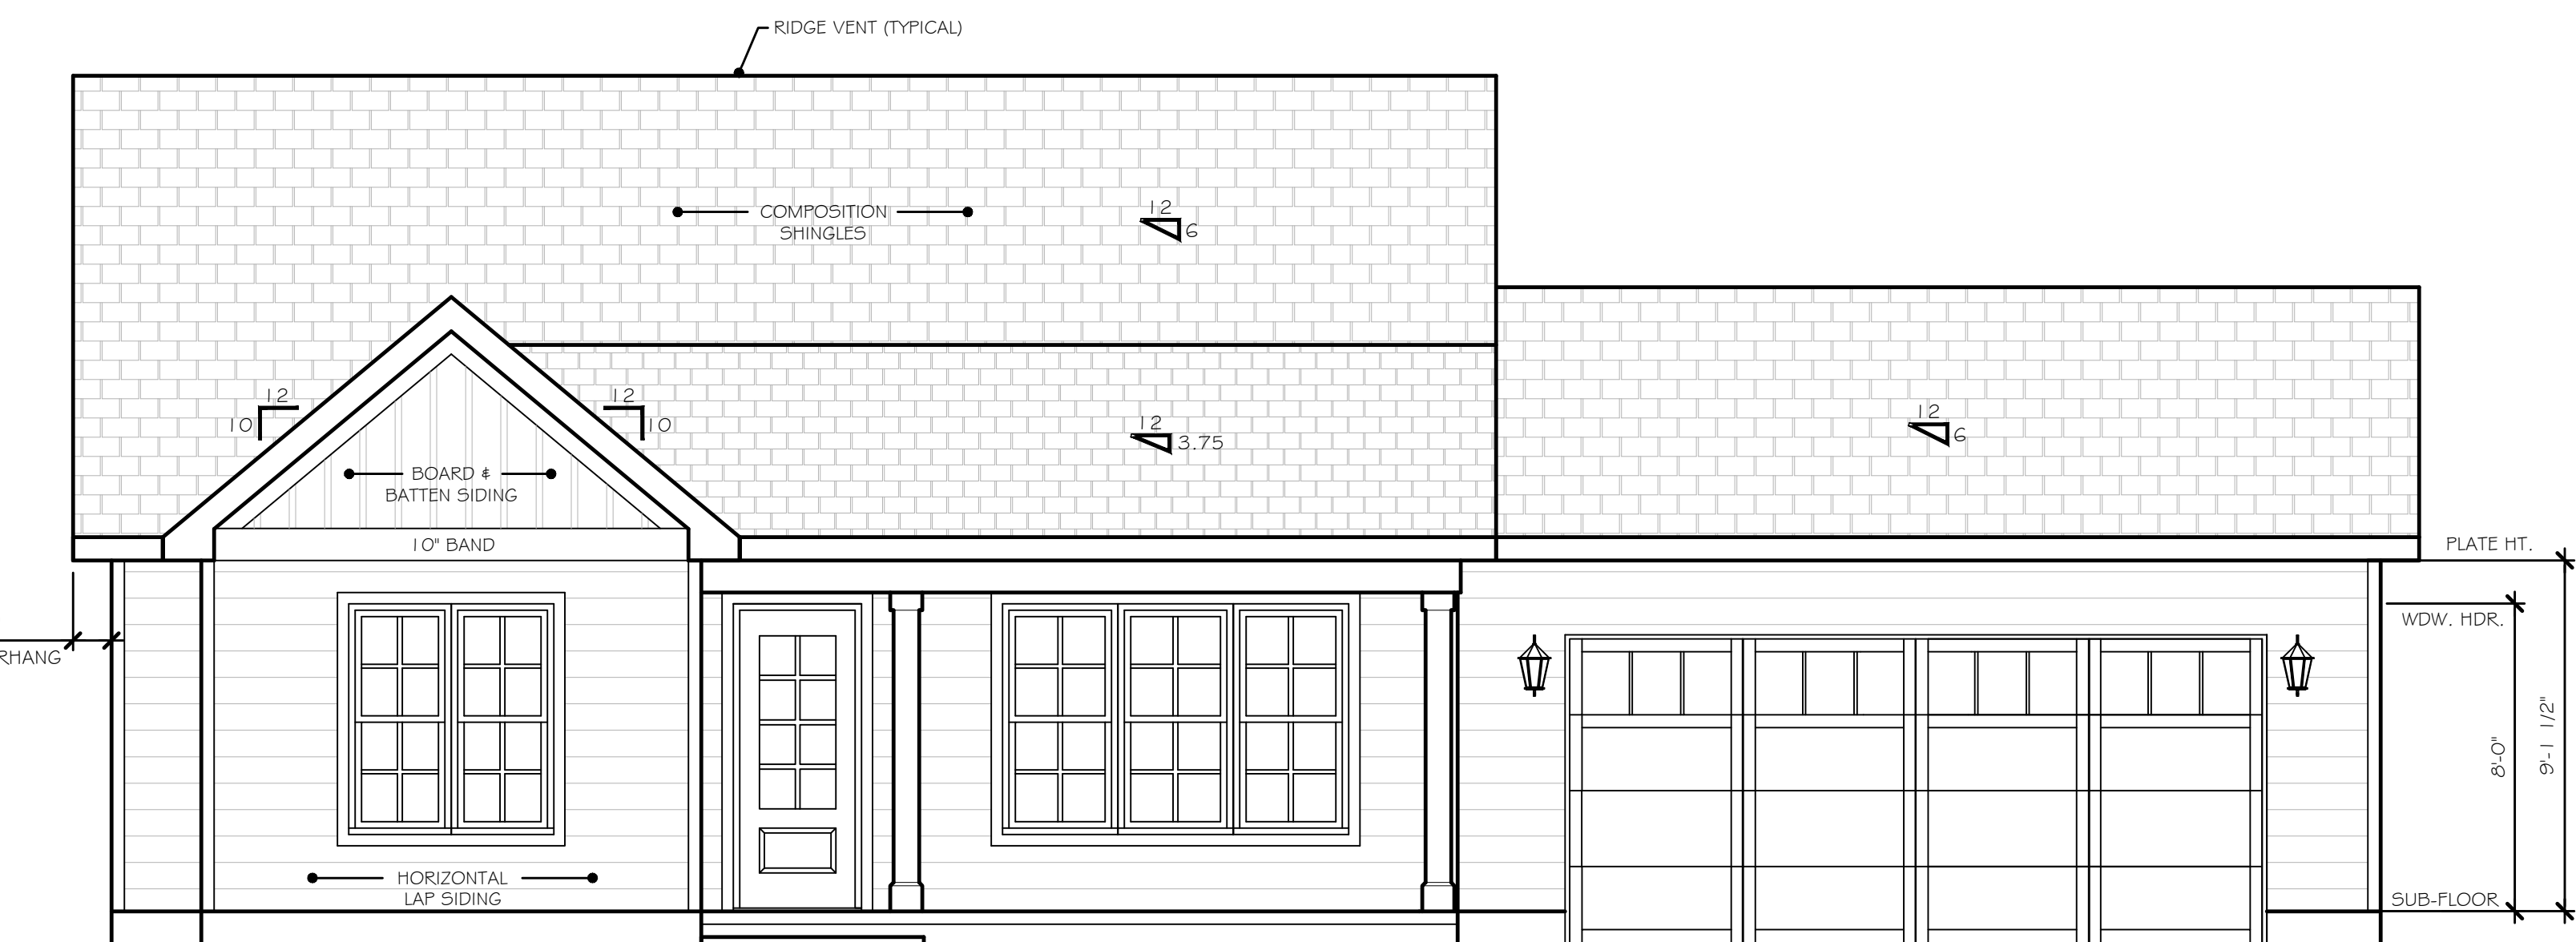 RIDGE VENT (TYPICAL)
COMPOSITION
SHINGLES
12
6
12
10
12
10
12
3.75
12
6
BOARD &
BATTEN SIDING
10" BAND
PLATE HT.
WDW. HDR.
RHANG
8'-0"
9'-1 1/2"
HORIZONTAL
LAP SIDING
SUB-FLOOR